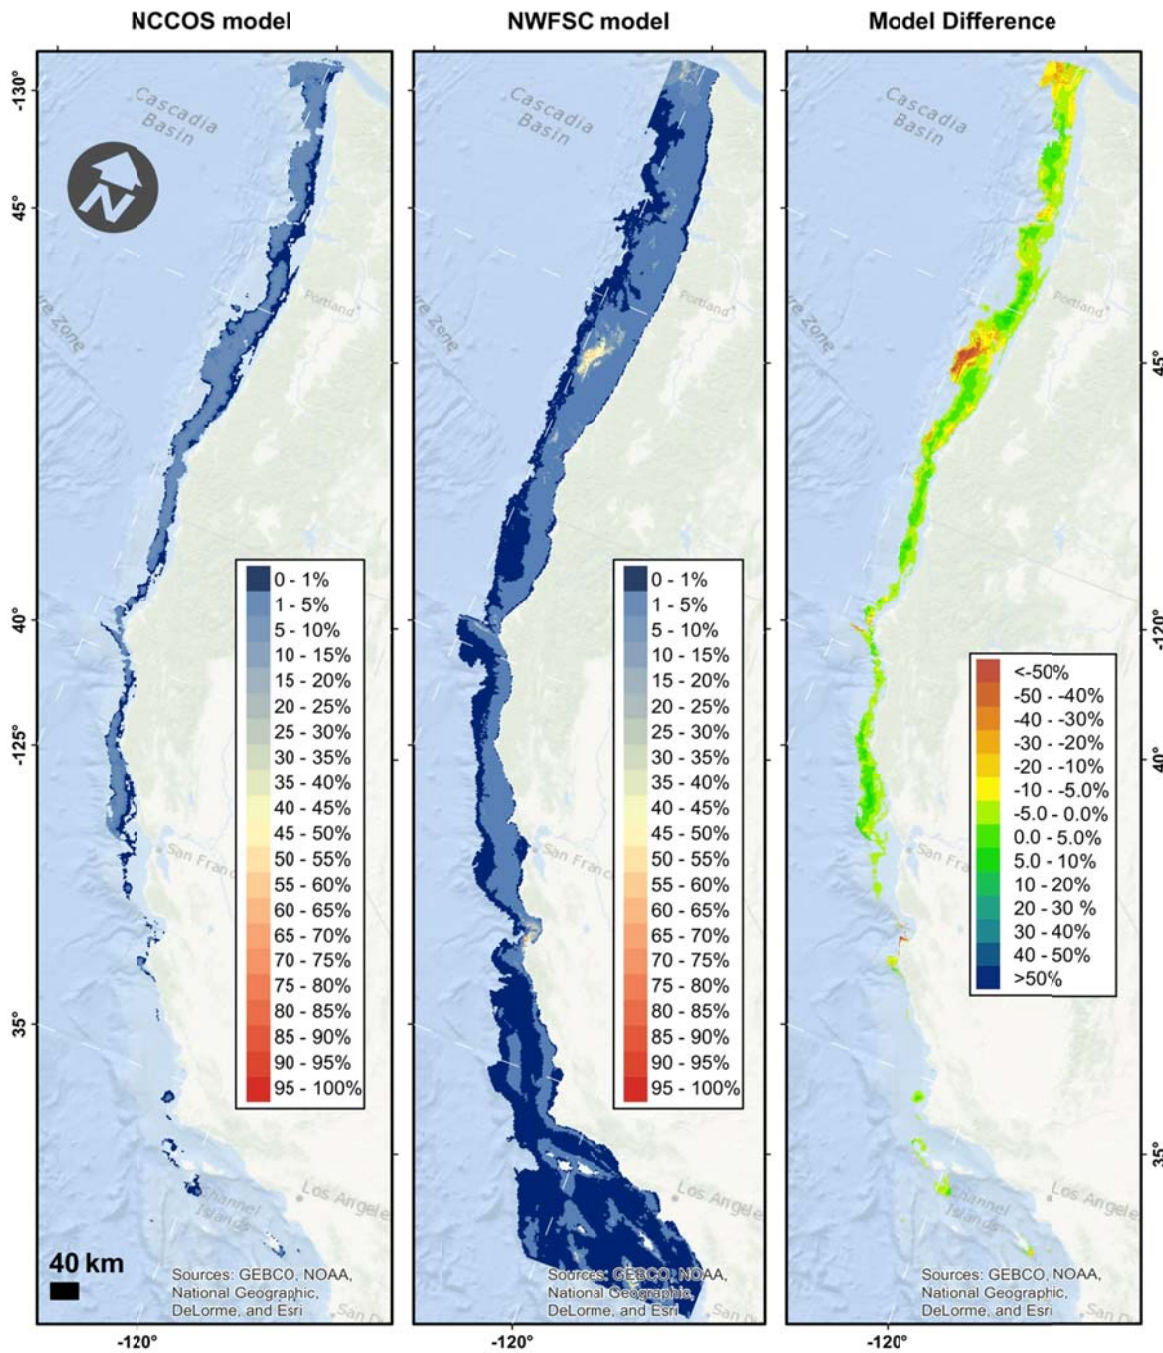 NCCOS model
NWFSC model
Model Difference
-130°
45°
40°
-125°
35°
Cascadia
Basin
N
Portland
0 - 1%
1 - 5%
5 - 10%
10 - 15%
15 - 20%
20 - 25%
25 - 30%
30 - 35%
35 - 40%
40 - 45%
45 - 50%
50 - 55%
55 - 60%
60 - 65%
65 - 70%
70 - 75%
75 - 80%
80 - 85%
85 - 90%
90 - 95%
95 - 100%
San Franc
Los Angele
Channel
Islands
San D
40 km
Sources: GEBCO, NOAA,
National Geographic,
DeLorme, and Esri
-120°
Cascadia
Basin
re Zone
Portland
0 - 1%
1 - 5%
5 - 10%
10 - 15%
15 - 20%
20 - 25%
25 - 30%
30 - 35%
35 - 40%
40 - 45%
45 - 50%
50 - 55%
55 - 60%
60 - 65%
65 - 70%
70 - 75%
75 - 80%
80 - 85%
85 - 90%
90 - 95%
95 - 100%
San Franc
Los Angele
Sources: GEBCO, NOAA,
National Geographic,
DeLorme, and Esri
San D
-120°
Cascadia
Basin
re Zone
Portland
<-50%
-50 - -40%
-40 - -30%
-30 - -20%
-20 - -10%
-10 - -5.0%
-5.0 - 0.0%
0.0 - 5.0%
5.0 - 10%
10 - 20%
20 - 30 %
30 - 40%
40 - 50%
>50%
San Franc
Los Angele
Channel
Islands
Sources: GEBCO, NOAA,
National Geographic,
DeLorme, and Esri
San D
-120°
45°
-120°
40°
35°